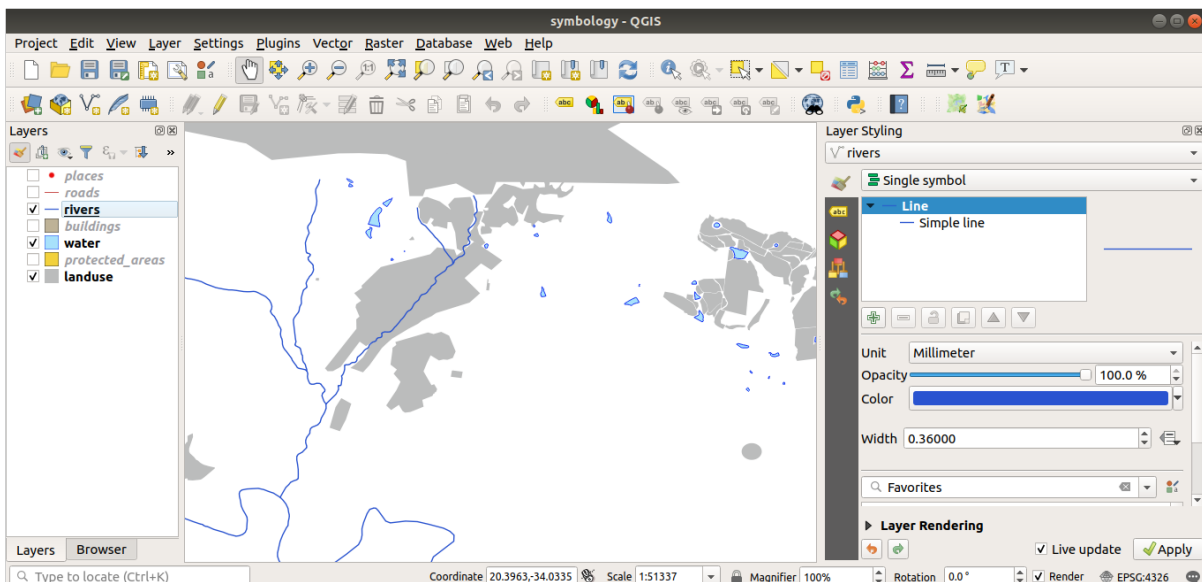 symbology - QGIS
Project Edit View Layer Settings Plugins Vector Raster Database Web Help
Layers
places
roads
rivers
buildings
water
protected_areas
landuse
Layers Browser
Layer Styling
rivers
Single symbol
Line
Simple line
Unit Millimeter
Opacity 100.0 %
Color
Width 0.36000
Favorites
Layer Rendering
Live update Apply
Type to locate (Ctrl+K) Coordinate 20.3963,-34.0335 Scale 1:51337 Magnifier 100% Rotation 0.0° Render EPSG:4326